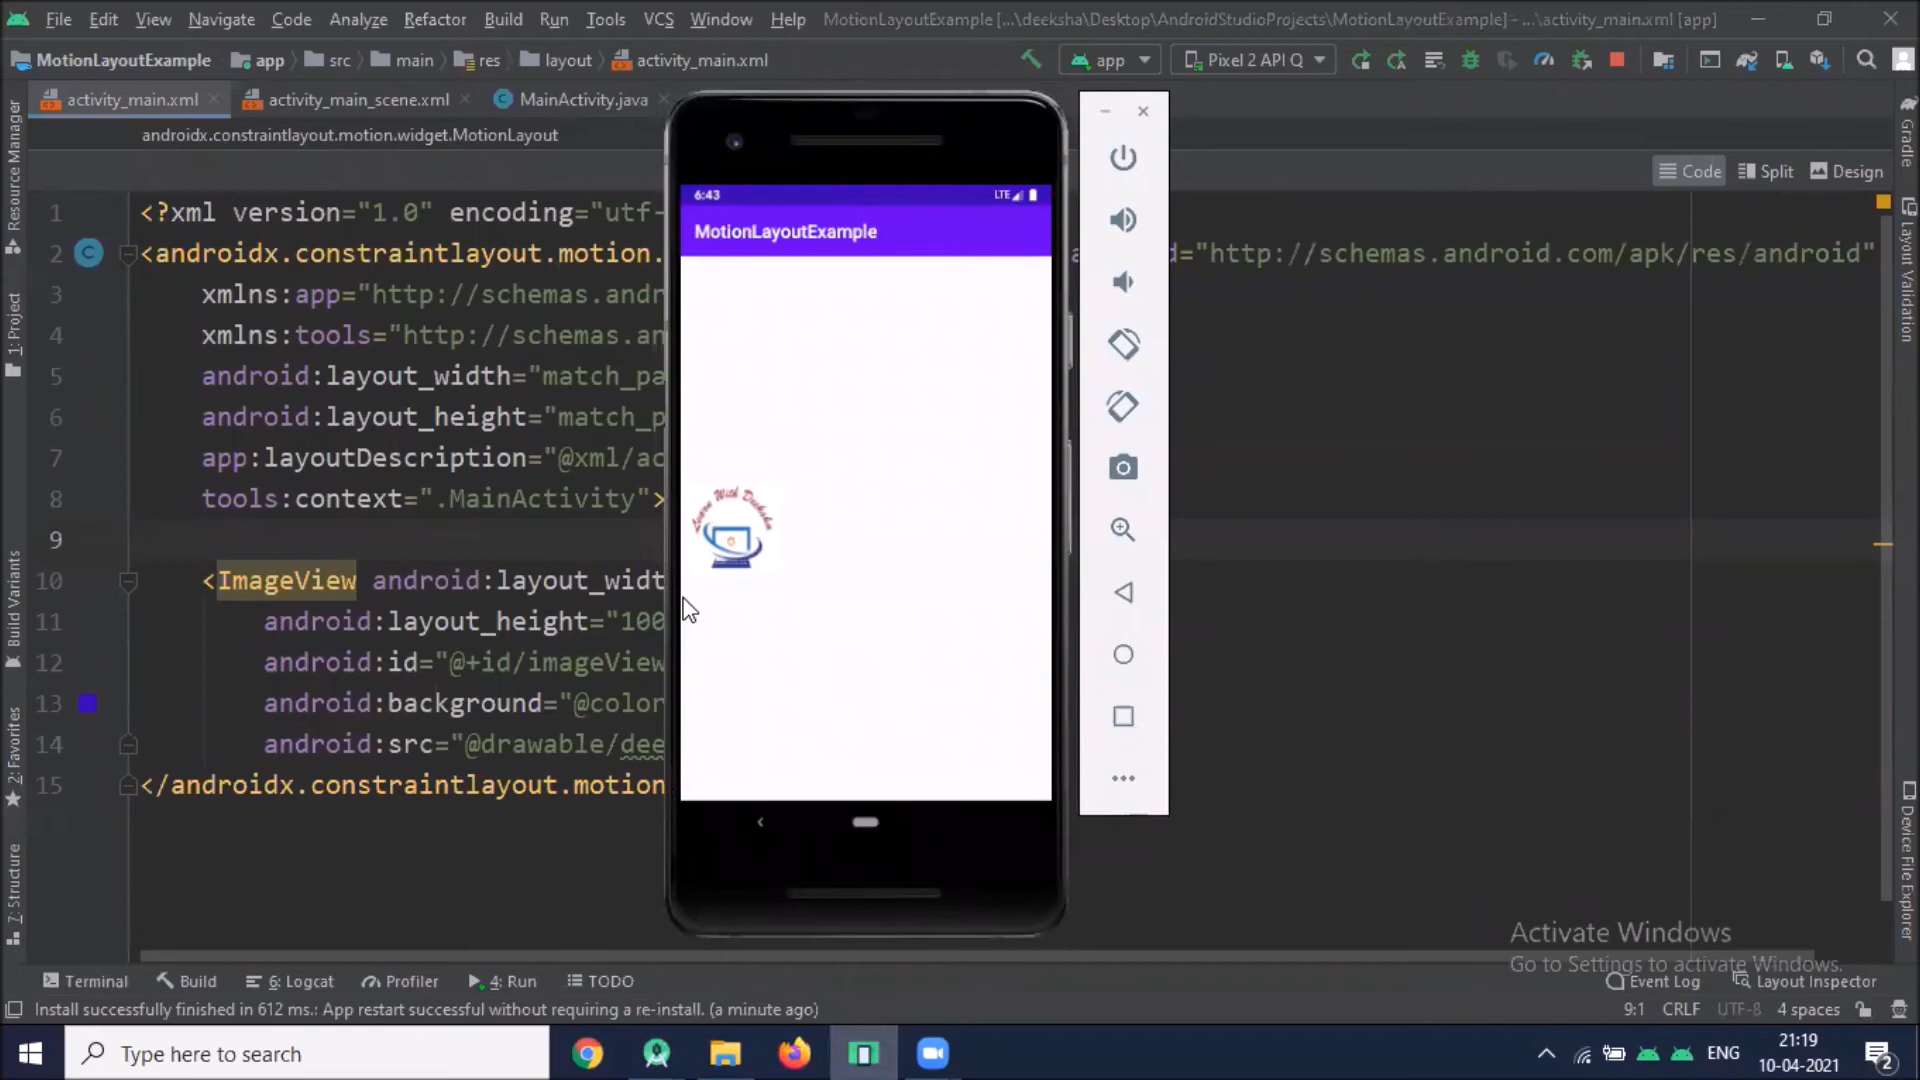 File Edit View Navigate Code Analyze Refactor Build Run Tools VCS Window Help MotionLayoutExample [...\deeksha\Desktop\AndroidStudioProjects\MotionLayoutExample] - ...\activity_main.xml [app]
MotionLayoutExample app src main res layout activity_main.xml app Pixel 2 API Q
activity_main.xml activity_main_scene.xml MainActivity.java
androidx.constraintlayout.motion.widget.MotionLayout
Code Split Design
1 <?xml version="1.0" encoding="utf-
2 <androidx.constraintlayout.motion. d="http://schemas.android.com/apk/res/android"
3 xmlns:app="http://schemas.andr
4 xmlns:tools="http://schemas.an
5 android:layout_width="match_pa
6 android:layout_height="match_p
7 app:layoutDescription="@xml/ac
8 tools:context=".MainActivity">
9
10 <ImageView android:layout_widt
11 android:layout_height="100
12 android:id="@+id/imageView
13 android:background="@color
14 android:src="@drawable/dee
15 </androidx.constraintlayout.motion
6:43 LTE
MotionLayoutExample
Learn With Deeksha
Resource Manager
1: Project
Build Variants
2: Favorites
7: Structure
Gradle
Layout Validation
Device File Explorer
Activate Windows
Go to Settings to activate Windows.
Terminal Build 6: Logcat Profiler 4: Run TODO Event Log Layout Inspector
Install successfully finished in 612 ms.: App restart successful without requiring a re-install. (a minute ago) 9:1 CRLF UTF-8 4 spaces
Type here to search ENG 21:19
10-04-2021 2